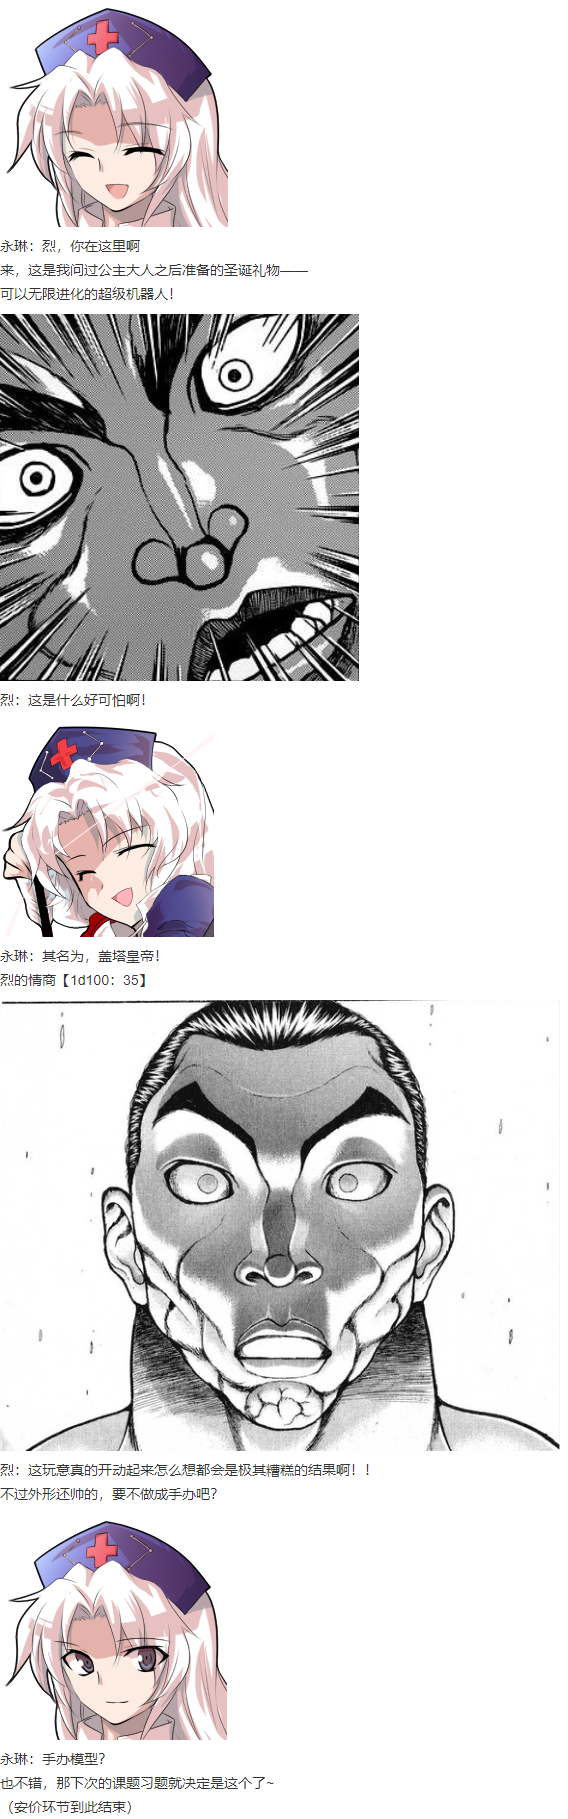 永琳：烈，你在这里啊
来，这是我问过公主大人之后准备的圣诞礼物——
可以无限进化的超级机器人！
烈：这是什么好可怕啊！
永琳：其名为，盖塔皇帝！
烈的情商【1d100：35】
烈：这玩意真的开动起来怎么想都会是极其糟糕的结果啊！！
不过外形还帅的，要不做成手办吧？
永琳：手办模型？
也不错，那下次的课题习题就决定是这个了~
（安价环节到此结束）